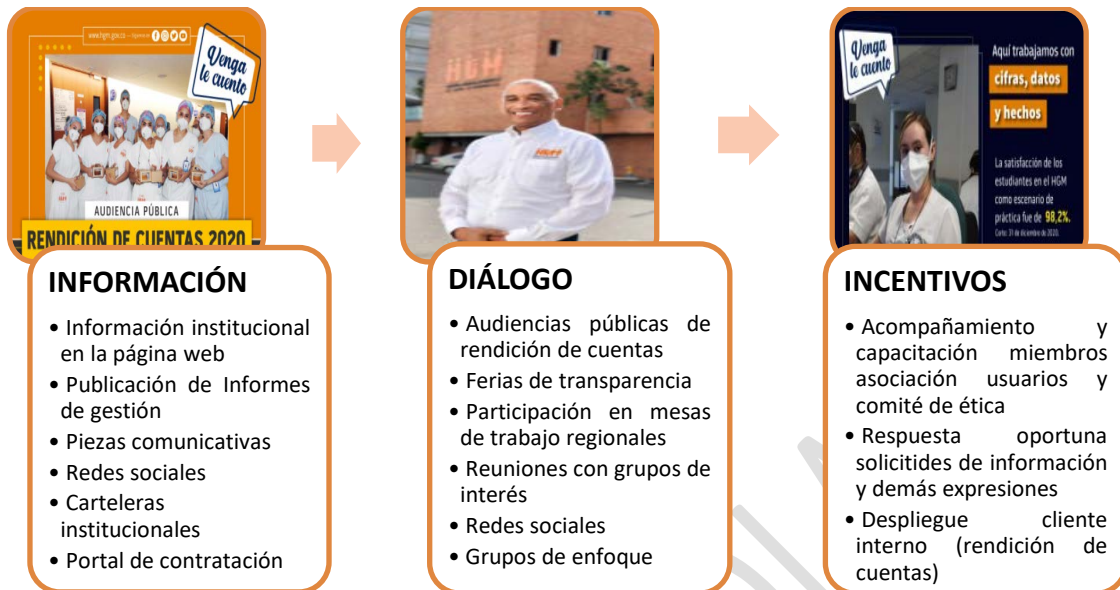 www.hgm.gov.co
Venga
le cuento
AUDIENCIA PÚBLICA
RENDICIÓN DE CUENTAS 2020
INFORMACIÓN
• Información institucional
en la página web
• Publicación de Informes
de gestión
• Piezas comunicativas
• Redes sociales
• Carteleras
institucionales
• Portal de contratación
HGM
HGM
DIÁLOGO
• Audiencias públicas de
rendición de cuentas
• Ferias de transparencia
• Participación en mesas
de trabajo regionales
• Reuniones con grupos de
interés
• Redes sociales
• Grupos de enfoque
Venga
le cuento
Aquí trabajamos con
cifras, datos
y hechos
La satisfacción de los
estudiantes en el HGM
como escenario de
práctica fue de 98,2%.
Corte: 31 de diciembre de 2020.
INCENTIVOS
• Acompañamiento y
capacitación miembros
asociación usuarios y
comité de ética
• Respuesta oportuna
solicitides de información
y demás expresiones
• Despliegue cliente
interno (rendición de
cuentas)